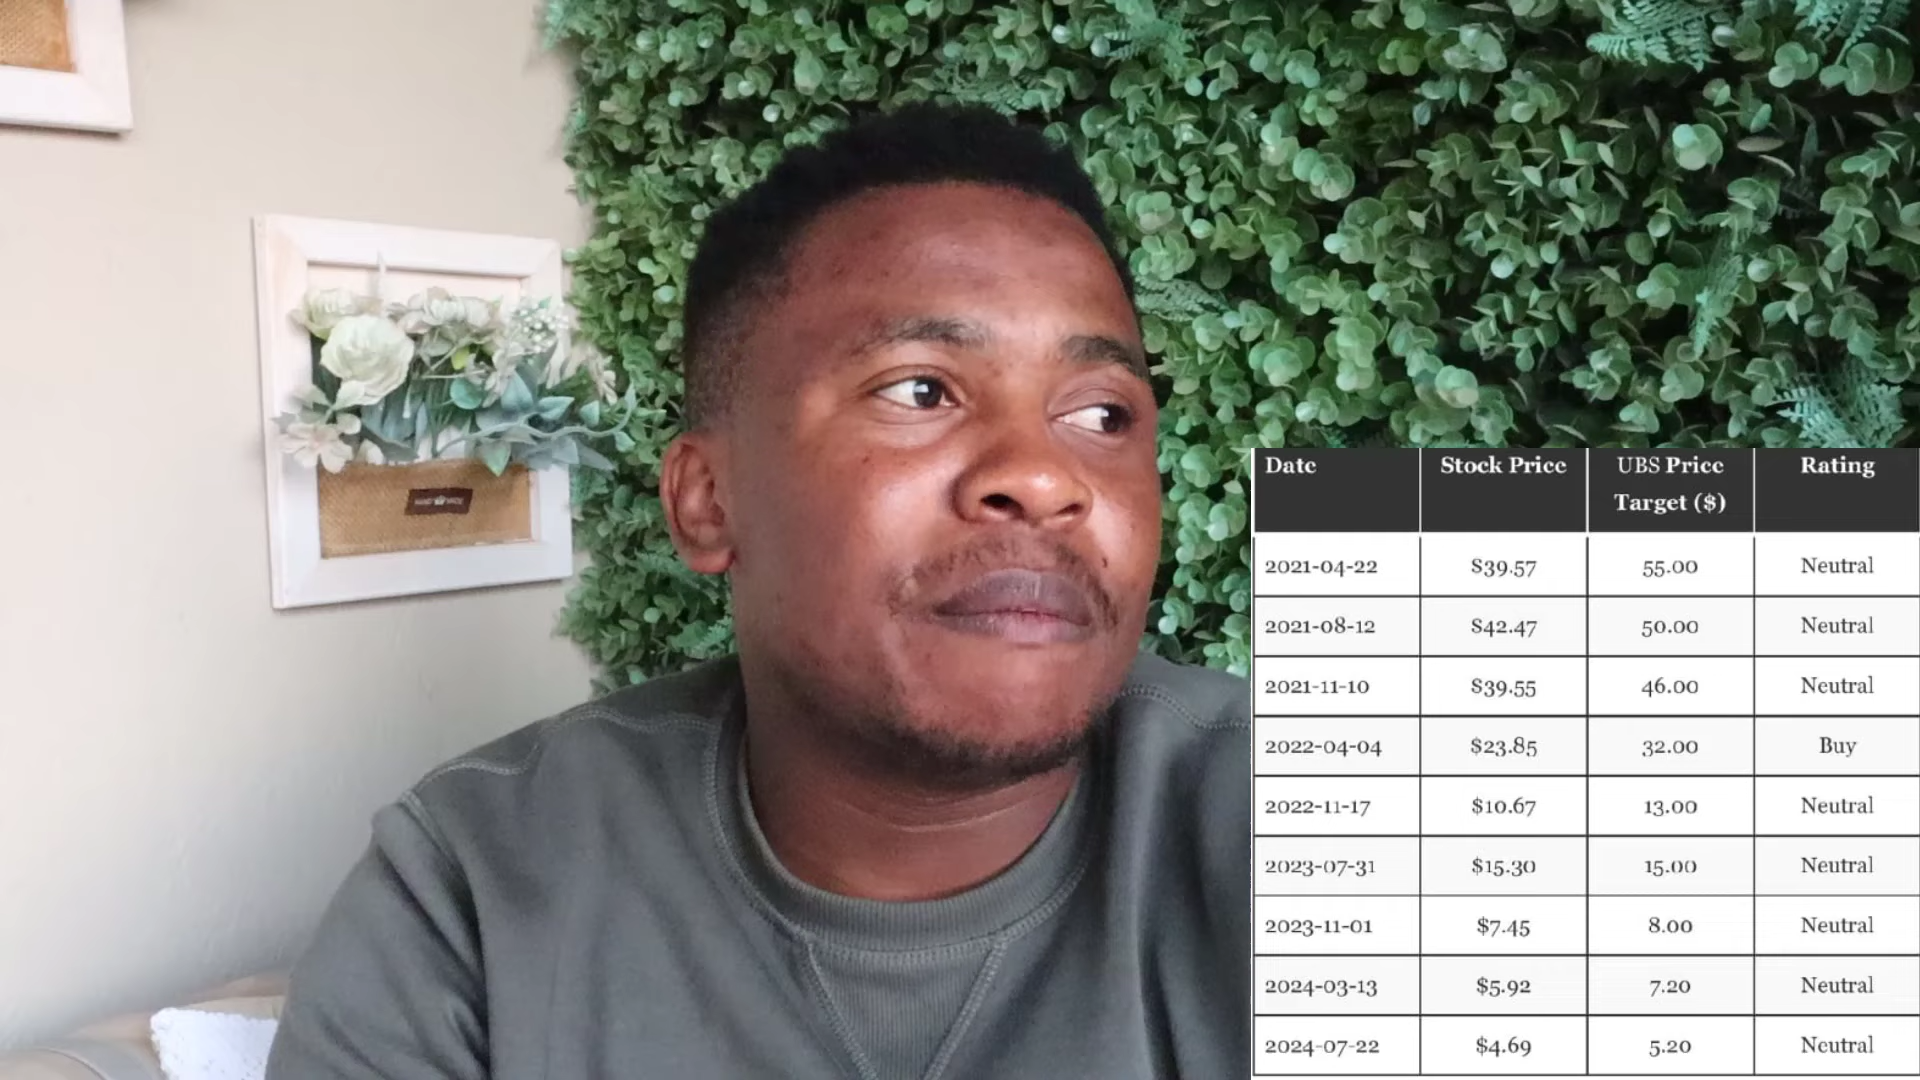 Date Stock Price UBS Price Target ($) Rating
2021-04-22 $39.57 55.00 Neutral
2021-08-12 $42.47 50.00 Neutral
2021-11-10 $39.55 46.00 Neutral
2022-04-04 $23.85 32.00 Buy
2022-11-17 $10.67 13.00 Neutral
2023-07-31 $15.30 15.00 Neutral
2023-11-01 $7.45 8.00 Neutral
2024-03-13 $5.92 7.20 Neutral
2024-07-22 $4.69 5.20 Neutral